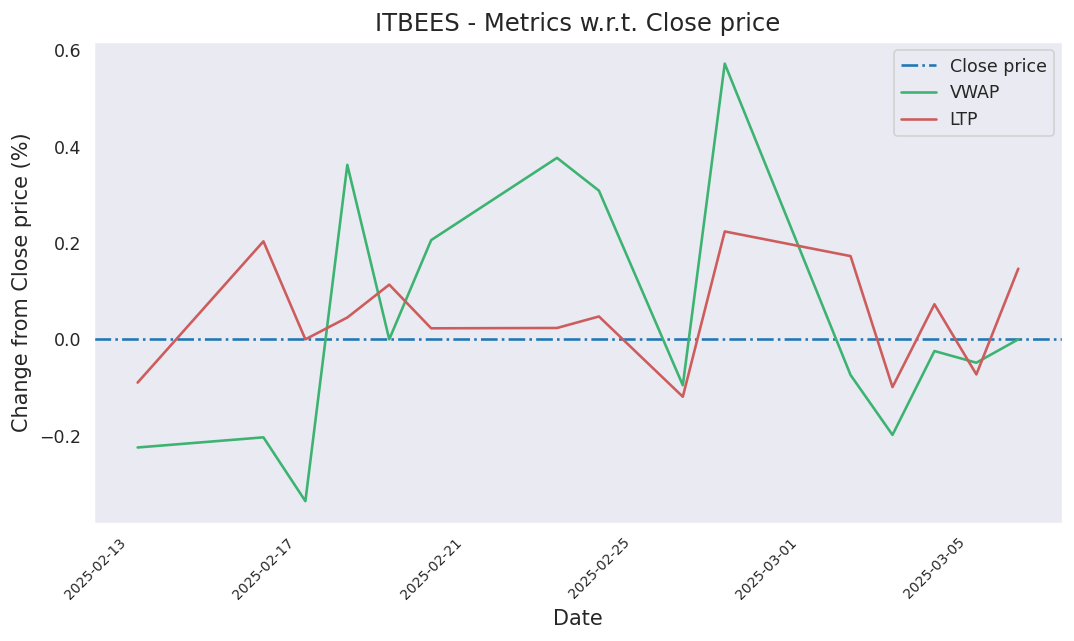 ITBEES - Metrics w.r.t. Close price
Change from Close price (%)
0.6
0.4
0.2
0.0
−0.2
Close price
VWAP
LTP
2025-02-13
2025-02-17
2025-02-21
2025-02-25
2025-03-01
2025-03-05
Date